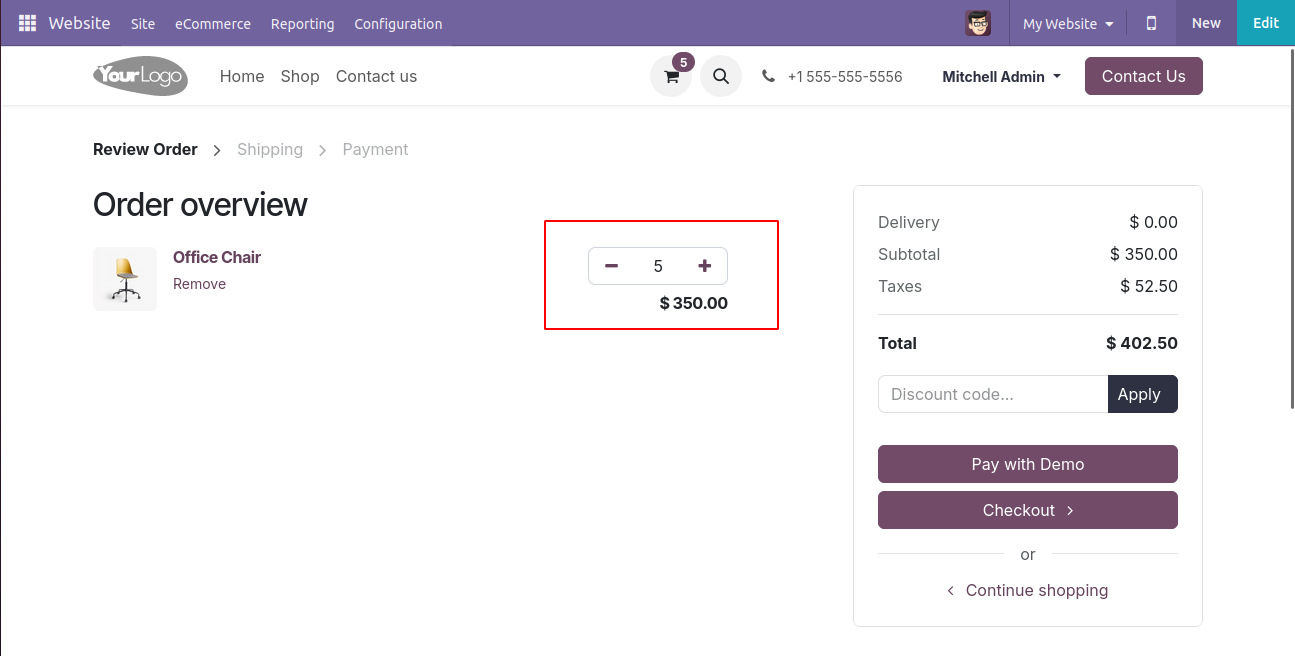 Website Site eCommerce Reporting Configuration My Website New Edit
YourLogo Home Shop Contact us 5 +1 555-555-5556 Mitchell Admin Contact Us
Review Order > Shipping > Payment
Order overview
Office Chair
Remove
− 5 +
$ 350.00
Delivery $ 0.00
Subtotal $ 350.00
Taxes $ 52.50
Total $ 402.50
Discount code... Apply
Pay with Demo
Checkout >
or
< Continue shopping